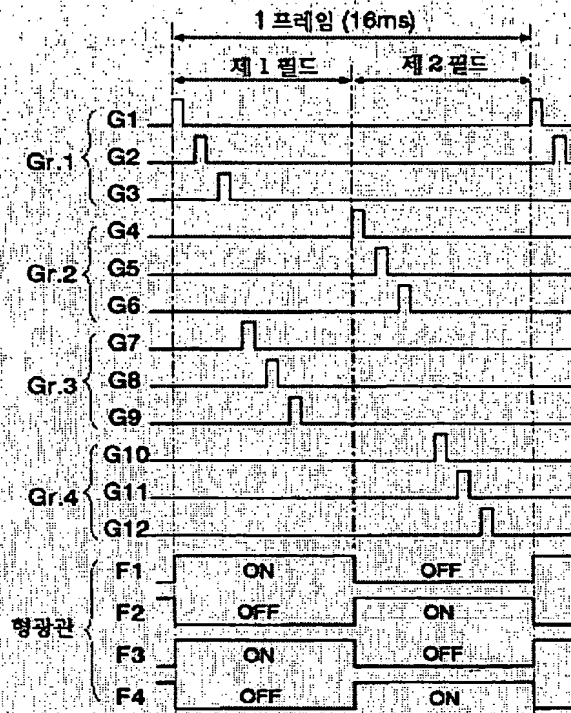 1 프레임 (16ms)
제 1 필드 제 2 필드
G1
Gr.1 G2
G3
G4
Gr.2 G5
G6
G7
Gr.3 G8
G9
G10
Gr.4 G11
G12
F1 ON OFF
형광관 F2 OFF ON
F3 ON OFF
F4 OFF ON